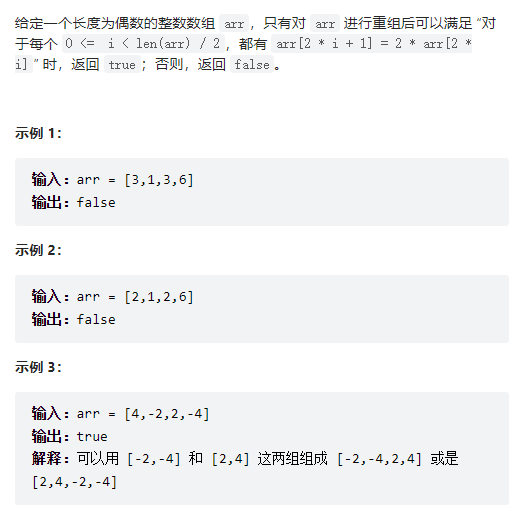 给定一个长度为偶数的整数数组 arr，只有对 arr 进行重组后可以满足 “对
于每个 0 <= i < len(arr) / 2，都有 arr[2 * i + 1] = 2 * arr[2 *
i]” 时，返回 true；否则，返回 false。
示例 1：
输入：arr = [3,1,3,6]
输出：false
示例 2：
输入：arr = [2,1,2,6]
输出：false
示例 3：
输入：arr = [4,-2,2,-4]
输出：true
解释：可以用 [-2,-4] 和 [2,4] 这两组组成 [-2,-4,2,4] 或是
[2,4,-2,-4]